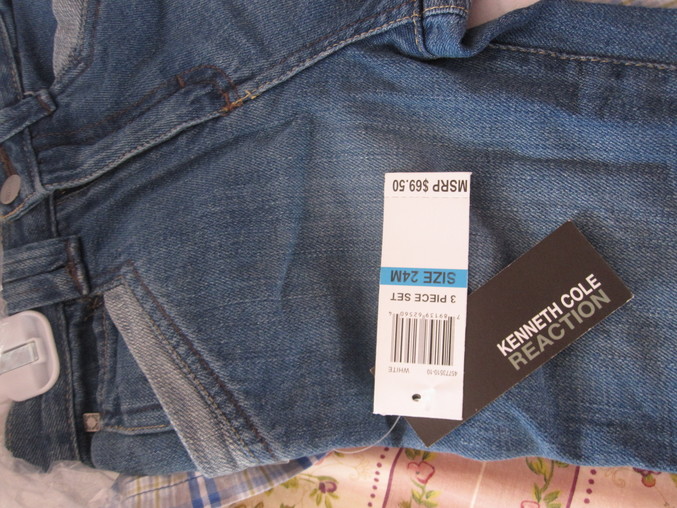 MSRP $69.50
SIZE 24M
3 PIECE SET
WHITE
KENNETH COLE
REACTION